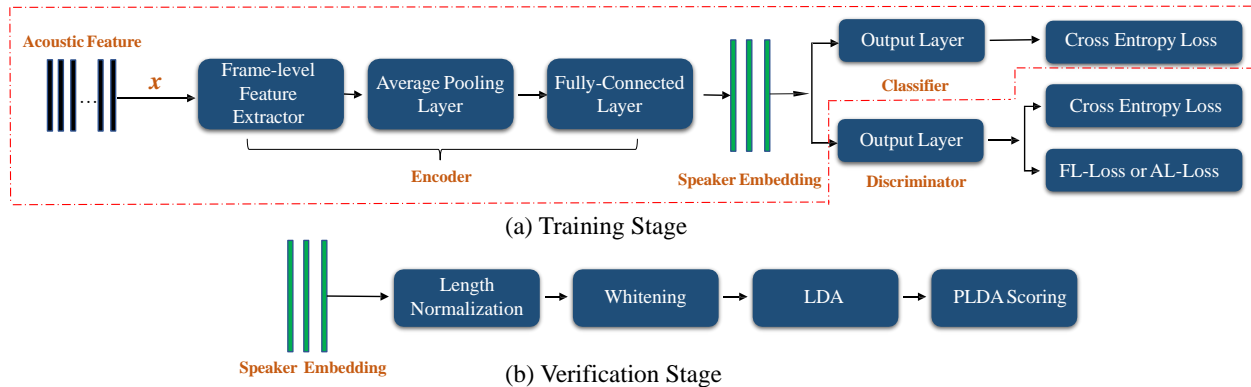 Acoustic Feature
...
x
Frame-level
Feature
Extractor
Average Pooling
Layer
Fully-Connected
Layer
Encoder
Speaker Embedding
Output Layer
Classifier
Cross Entropy Loss
Output Layer
Discriminator
Cross Entropy Loss
FL-Loss or AL-Loss
(a) Training Stage
Speaker Embedding
Length
Normalization
Whitening
LDA
PLDA Scoring
(b) Verification Stage